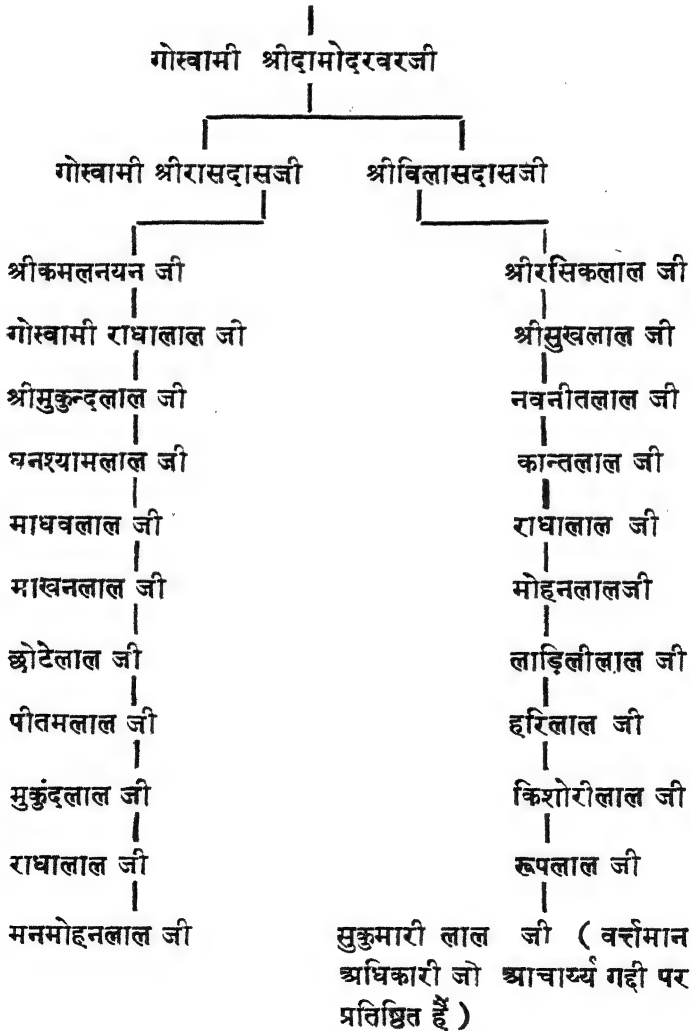 गोस्वामी श्रीदामोदरवरजी
गोस्वामी श्रीरासदासजी श्रीविलासदासजी
श्रीकमलनयन जी श्रीरसिकलाल जी
गोस्वामी राधालाल जी श्रीसुखलाल जी
श्रीमुकुन्दलाल जी नवनीतलाल जी
घनश्यामलाल जी कान्तलाल जी
माधवलाल जी राधालाल जी
माखनलाल जी मोहनलालजी
छोटेलाल जी लाड़िलीलाल जी
पीतमलाल जी हरिलाल जी
मुकुंदलाल जी किशोरीलाल जी
राधालाल जी रूपलाल जी
मनमोहनलाल जी सुकुमारी लाल जी ( वर्त्तमान
अधिकारी जो आचार्य्य गद्दी पर
प्रतिष्ठित हैं )